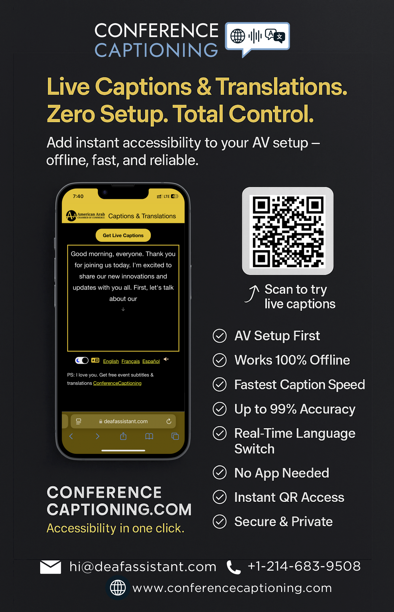 CONFERENCE
CAPTIONING
Live Captions & Translations.
Zero Setup. Total Control.
Add instant accessibility to your AV setup —
offline, fast, and reliable.
7:40
American Arab
Captions & Translations
Get Live Captions
Good morning, everyone. Thank you
for joining us today. I'm excited to
share our new innovations and
updates with you all. First, let's talk
about our
English Français Español
PS: I love you. Get free event subtitles &
translations ConferenceCaptioning
deafassistant.com
Scan to try
live captions
AV Setup First
Works 100% Offline
Fastest Caption Speed
Up to 99% Accuracy
Real-Time Language
Switch
No App Needed
Instant QR Access
Secure & Private
CONFERENCE
CAPTIONING.COM
Accessibility in one click.
hi@deafassistant.com +1-214-683-9508
www.conferencecaptioning.com